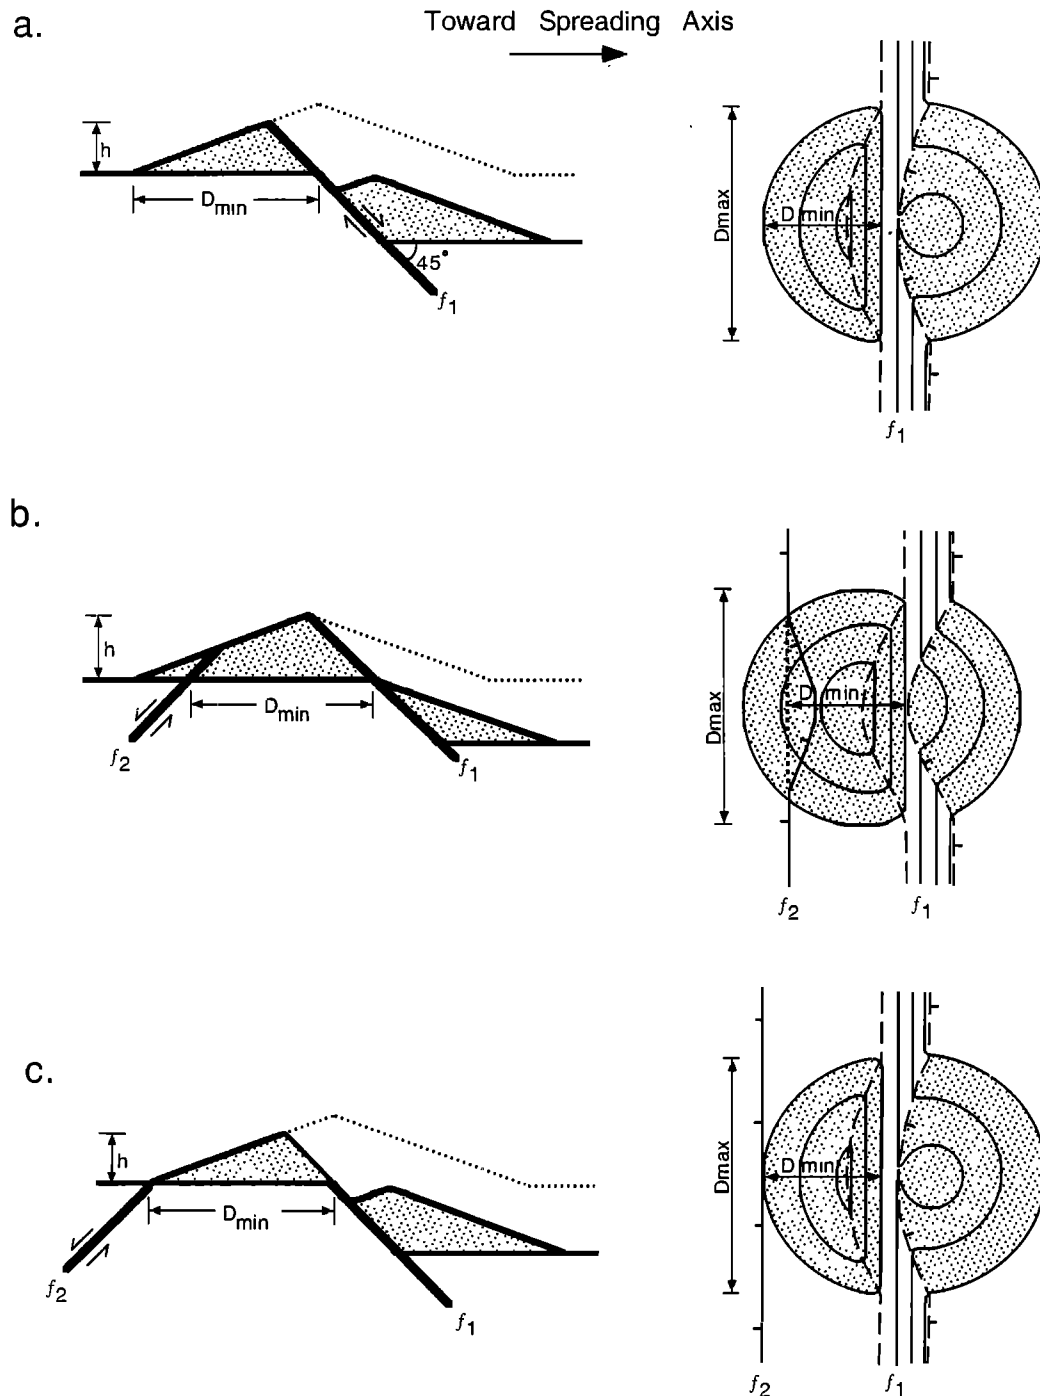 a.
Toward Spreading Axis
h
Dmin
45°
f1
Dmax
D min
f1
b.
h
Dmin
f2
f1
Dmax
D min
f2
f1
c.
h
Dmin
f2
f1
Dmax
D min
f2
f1